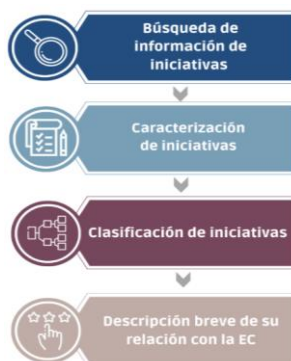 Búsqueda de
información de
iniciativas
Caracterización
de iniciativas
Clasificación de iniciativas
Descripción breve de su
relación con la EC